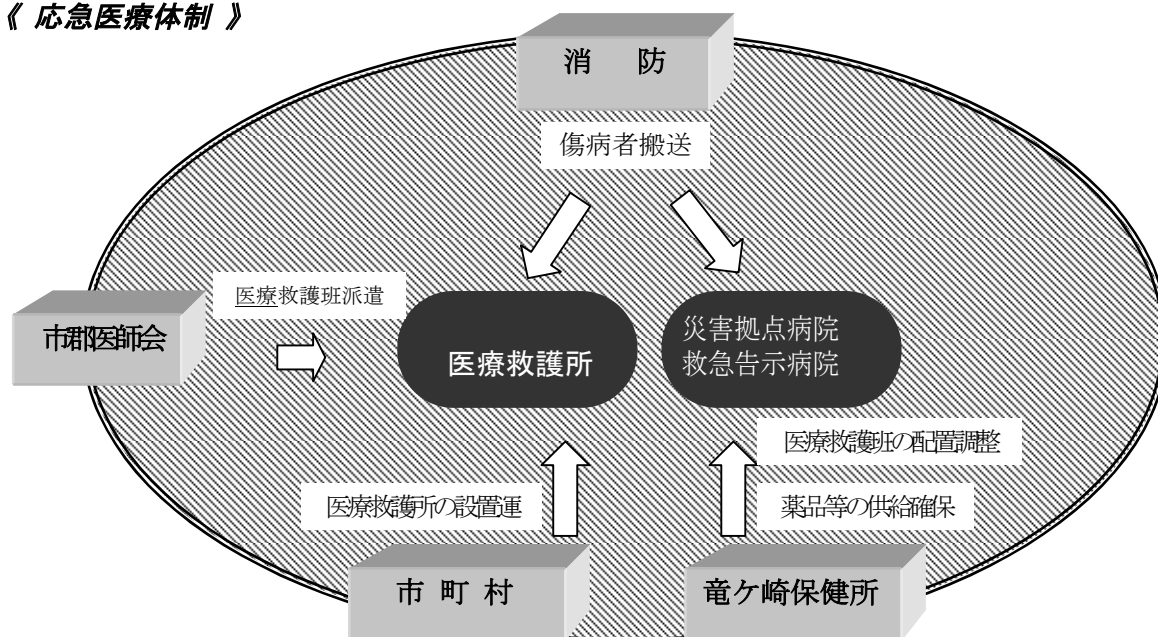 《 応急医療体制 》
消 防
傷病者搬送
医療救護班派遣
市郡医師会
医療救護所
災害拠点病院
救急告示病院
医療救護班の配置調整
医療救護所の設置運
薬品等の供給確保
市 町 村
竜ケ崎保健所